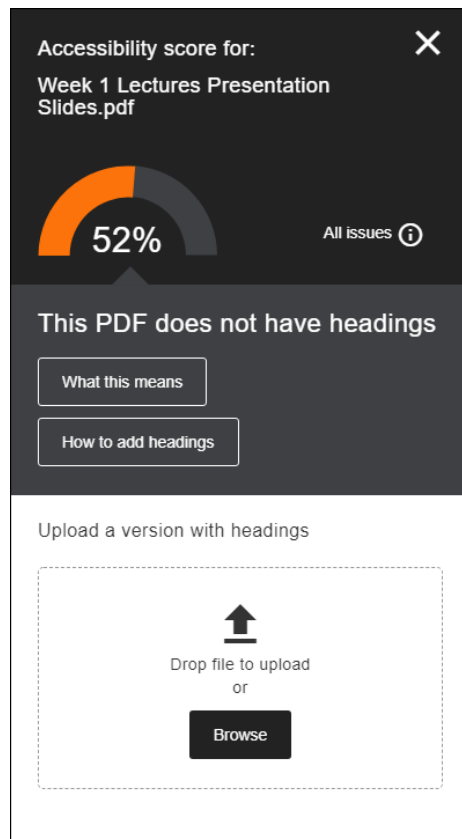 Accessibility score for:
Week 1 Lectures Presentation
Slides.pdf
52%
All issues
This PDF does not have headings
What this means
How to add headings
Upload a version with headings
Drop file to upload
or
Browse